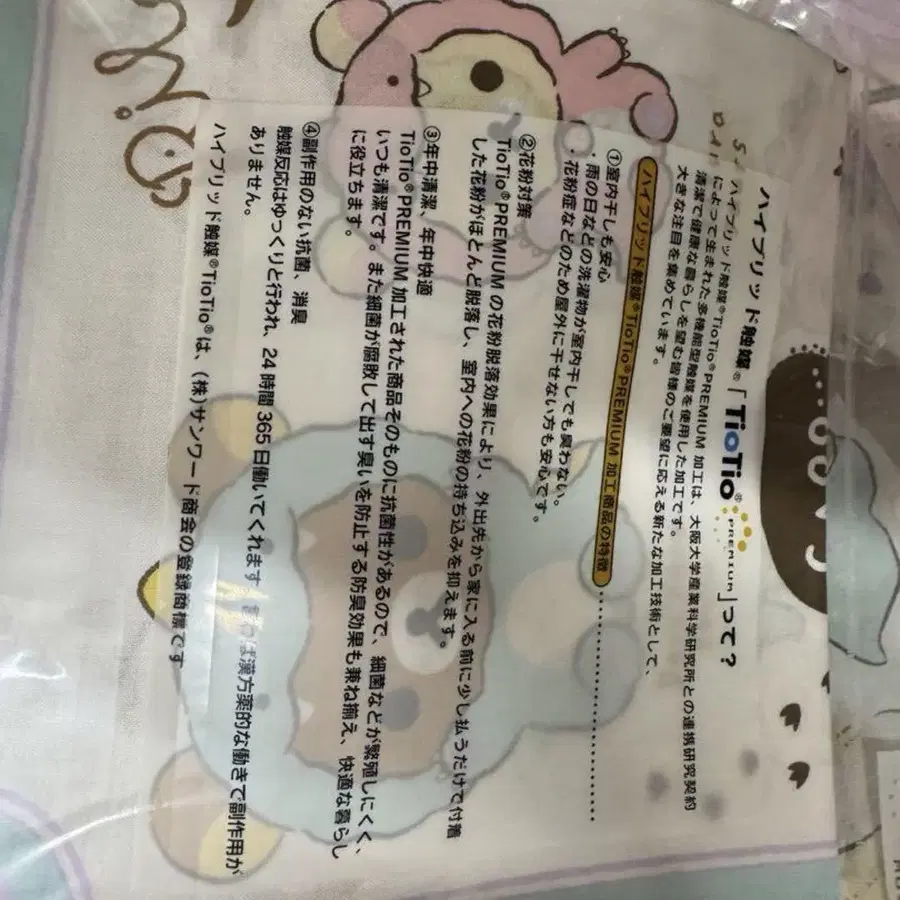 ハイブリッド触媒®「TioTio® PREMIUM」って？
ハイブリッド触媒®TioTio®PREMIUM 加工は、大阪大学産業科学研究所との連携研究契約
によって生まれた多機能型触媒を使用した加工です。
清潔で健康な暮らしを望む皆様のご要望に応える新たな加工技術として、
大きな注目を集めています。
ハイブリッド触媒®TioTio®PREMIUM 加工商品の特徴
①室内干しも安心
・雨の日などの洗濯物が室内干しでも臭わない。
・花粉症などのため屋外に干せない方も安心です。
②花粉対策
TioTio®PREMIUM の花粉脱落効果により、外出先から家に入る前に少し払うだけで付着
した花粉がほとんど脱落し、室内への花粉の持ち込みを抑えます。
③年中清潔、年中快適
TioTio®PREMIUM 加工された商品そのものに抗菌性があるので、細菌などが繁殖しにくく、
いつも清潔です。また細菌が腐敗して出す臭いを防止する防臭効果も兼ね揃え、快適な暮らし
に役立ちます。
④副作用のない抗菌、消臭
触媒反応はゆっくりと行われ、24時間365日働いてくれます。 漢方薬的な働きで副作用が
ありません。
ハイブリッド触媒®TioTio®は、(株)サンワード商会の登録商標です